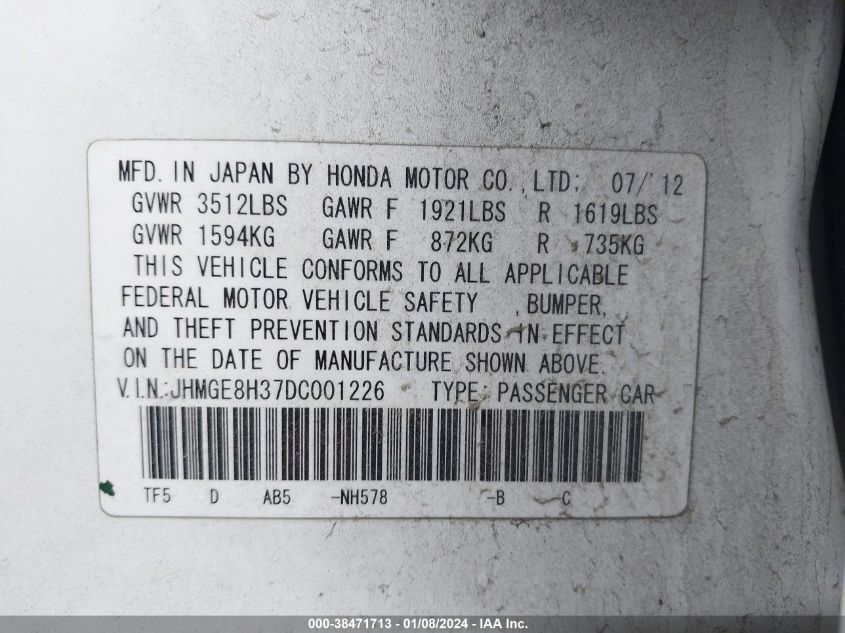 MFD. IN JAPAN BY HONDA MOTOR CO., LTD; 07/'12
GVWR 3512LBS GAWR F 1921LBS R 1619LBS
GVWR 1594KG GAWR F 872KG R 735KG
THIS VEHICLE CONFORMS TO ALL APPLICABLE
FEDERAL MOTOR VEHICLE SAFETY , BUMPER,
AND THEFT PREVENTION STANDARDS IN EFFECT
ON THE DATE OF MANUFACTURE SHOWN ABOVE.
V.I.N.:JHMGE8H37DC001226 TYPE: PASSENGER CAR
TF5 D AB5 -NH578 -B -C
000-38471713 - 01/08/2024 - IAA Inc.